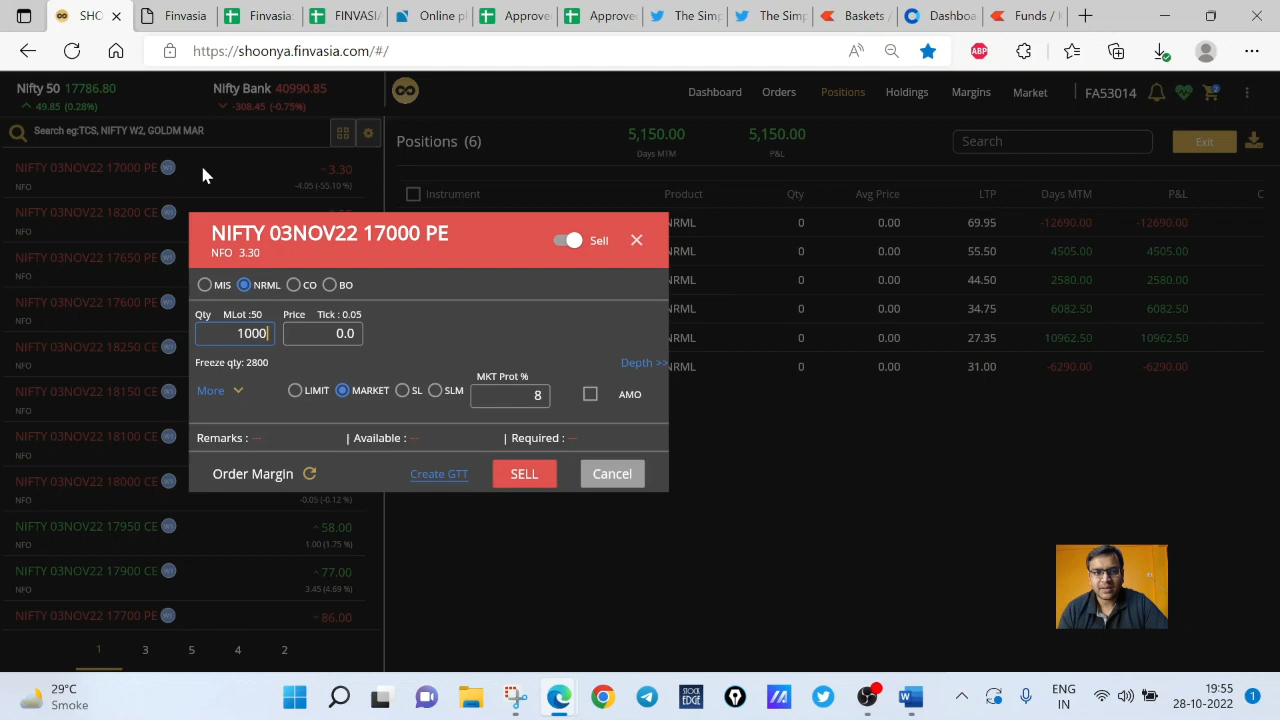 The Simp
Baskets /
Dashboa
Funds /
https://shoonya.finvasia.com/#/
ABP
Nifty 50 17786.80
49.85 (0.28%)
Nifty Bank 40990.85
-308.45 (-0.75%)
Dashboard Orders Positions Holdings Margins Market FA53014 2
Search eg:TCS, NIFTY W2, GOLDM MAR
Positions (6)
5,150.00
Days MTM
5,150.00
P&L
Search
Exit
Instrument Product Qty Avg Price LTP Days MTM P&L C
NRML 0 0.00 69.95 -12690.00 -12690.00
NRML 0 0.00 55.50 4505.00 4505.00
NRML 0 0.00 44.50 2580.00 2580.00
NRML 0 0.00 34.75 6082.50 6082.50
NRML 0 0.00 27.35 10962.50 10962.50
NRML 0 0.00 31.00 -6290.00 -6290.00
NIFTY 03NOV22 17000 PE W1 3.30
NFO -4.05 (-55.10 %)
NIFTY 03NOV22 18200 CE
NFO
NIFTY 03NOV22 17650 PE
NFO
NIFTY 03NOV22 17600 PE
NFO
NIFTY 03NOV22 18250 CE
NFO
NIFTY 03NOV22 18150 CE
NFO
NIFTY 03NOV22 18100 CE
NFO
NIFTY 03NOV22 18000 CE
NFO -0.05 (-0.12 %)
NIFTY 03NOV22 17950 CE W1 58.00
NFO 1.00 (1.75 %)
NIFTY 03NOV22 17900 CE W1 77.00
NFO 3.45 (4.69 %)
NIFTY 03NOV22 17700 PE W1 86.00
1 3 5 4 2
NIFTY 03NOV22 17000 PE
NFO 3.30
Sell
MIS NRML CO BO
Qty MLot :50 Price Tick : 0.05
1000 0.0
Freeze qty: 2800
Depth >>
More
LIMIT MARKET SL SLM
MKT Prot %
8
AMO
Remarks : --- | Available : --- | Required : ---
Order Margin Create GTT SELL Cancel
29°C
Smoke
STOCK EDGE
ENG
IN
19:55
28-10-2022
1